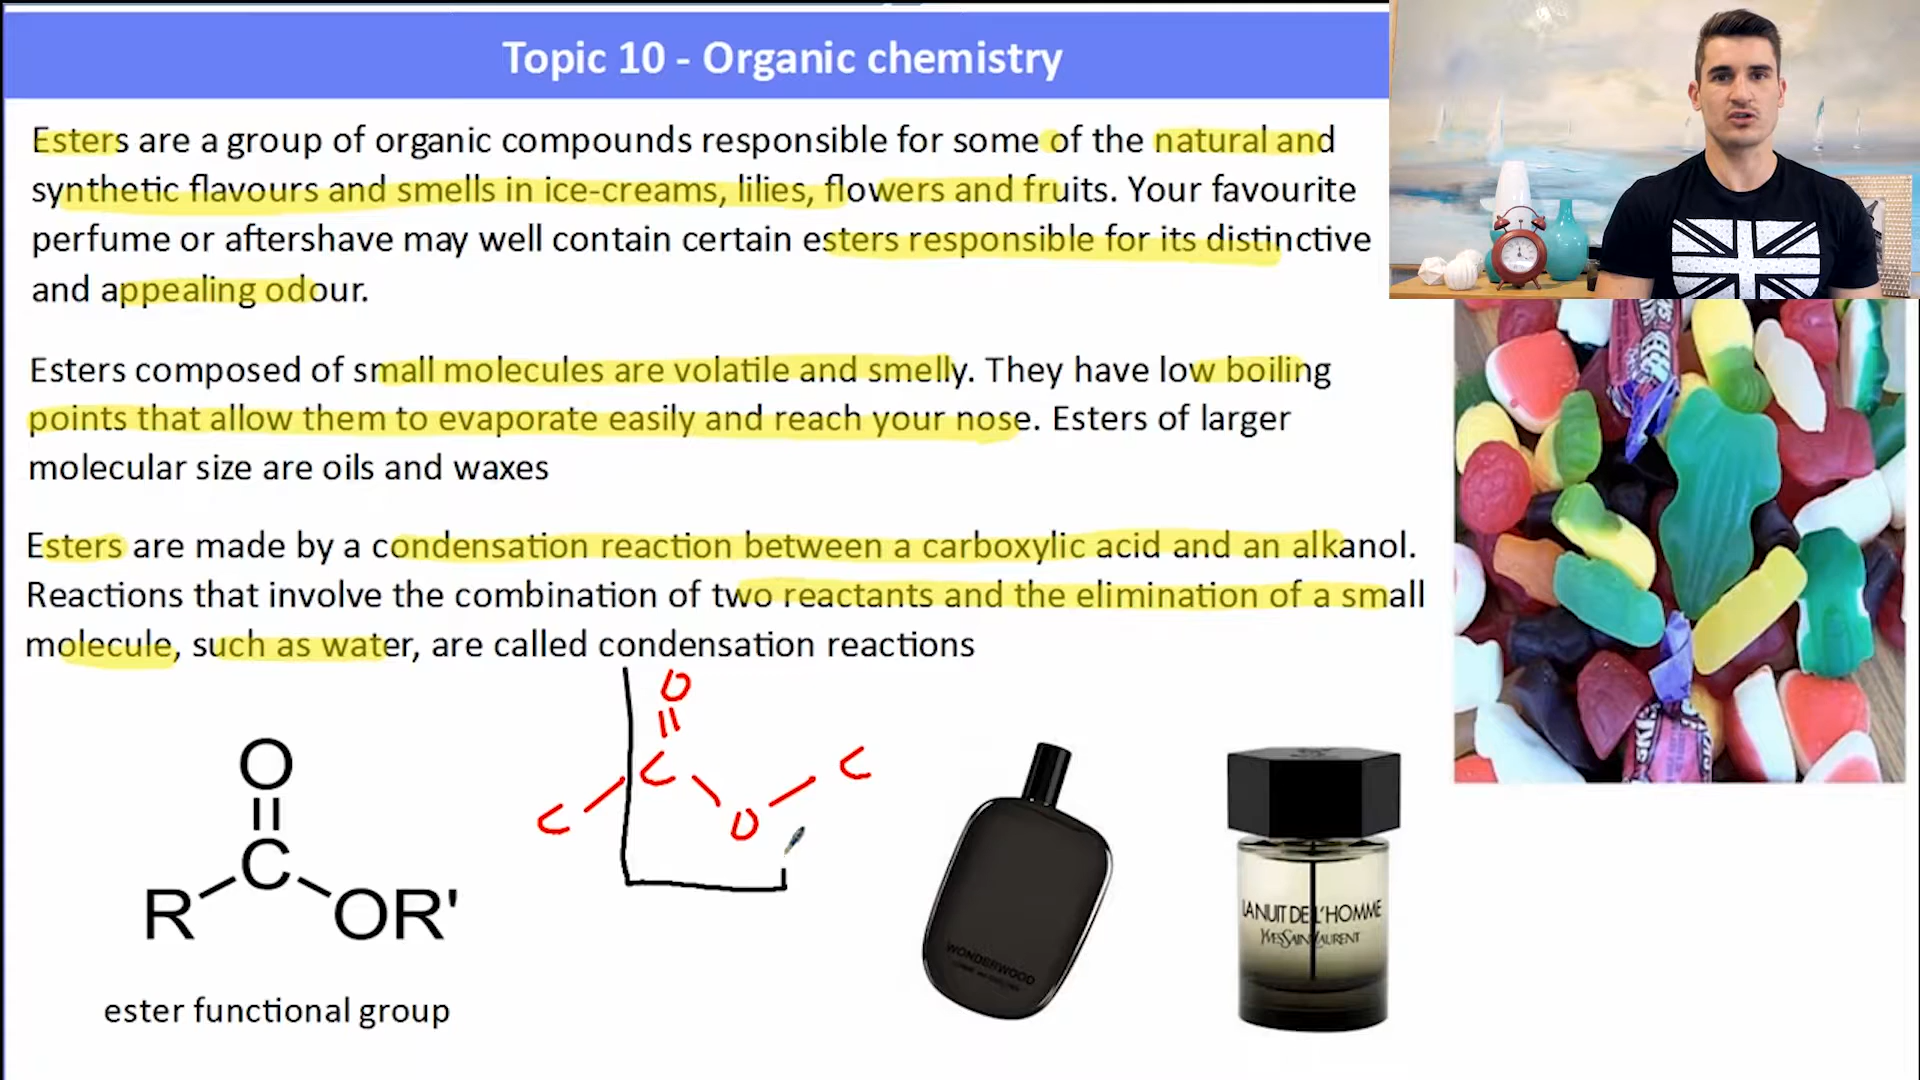 Topic 10 - Organic chemistry
Esters are a group of organic compounds responsible for some of the natural and
synthetic flavours and smells in ice-creams, lilies, flowers and fruits. Your favourite
perfume or aftershave may well contain certain esters responsible for its distinctive
and appealing odour.
Esters composed of small molecules are volatile and smelly. They have low boiling
points that allow them to evaporate easily and reach your nose. Esters of larger
molecular size are oils and waxes
Esters are made by a condensation reaction between a carboxylic acid and an alkanol.
Reactions that involve the combination of two reactants and the elimination of a small
molecule, such as water, are called condensation reactions
O
C
R
OR'
ester functional group
O
C
C
C
O
WONDERWOOD
LA NUIT DE L'HOMME
YVESSAINTLAURENT